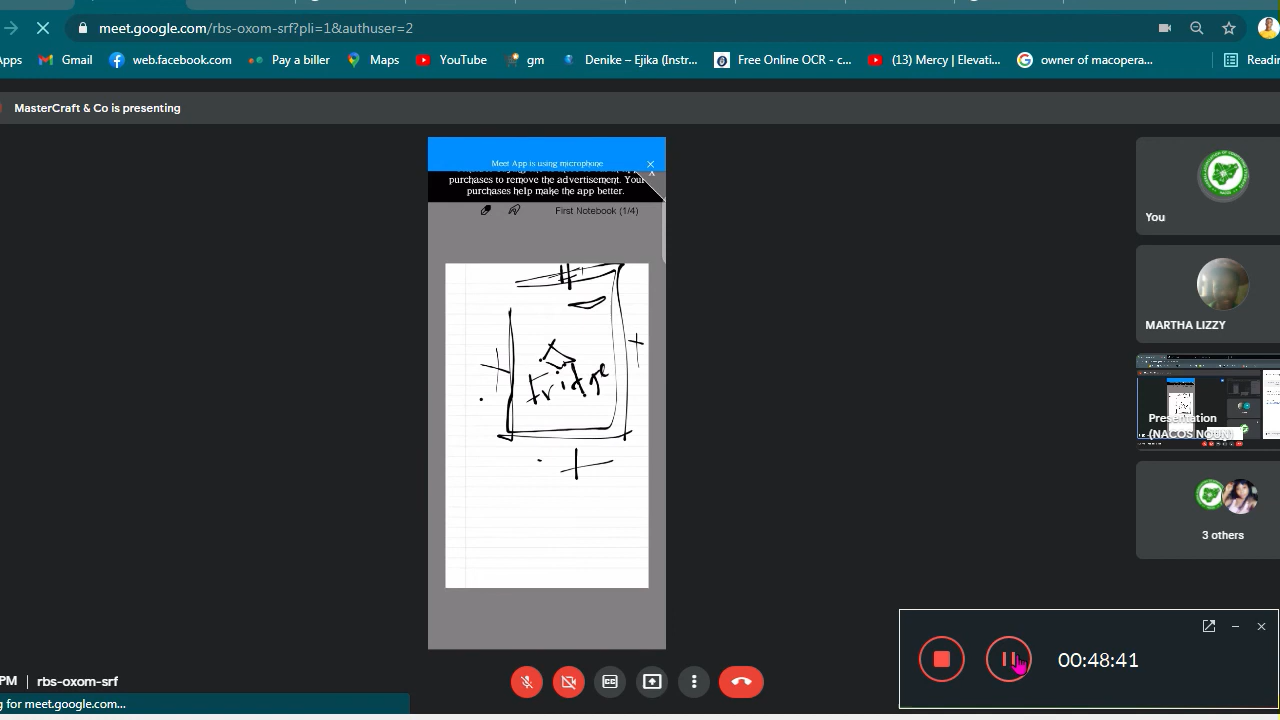 meet.google.com/rbs-oxom-srf?pli=1&authuser=2
Apps
Gmail
web.facebook.com
Pay a biller
Maps
YouTube
gm
Denike – Ejika (Instr...
Free Online OCR - c...
(13) Mercy | Elevati...
owner of macopera...
Readin
MasterCraft & Co is presenting
Meet App is using microphone
purchases to remove the advertisement. Your
purchases help make the app better.
First Notebook (1/4)
Fridge
You
MARTHA LIZZY
Presentation
(NACOS NOUN)
3 others
00:48:41
PM
rbs-oxom-srf
g for meet.google.com...